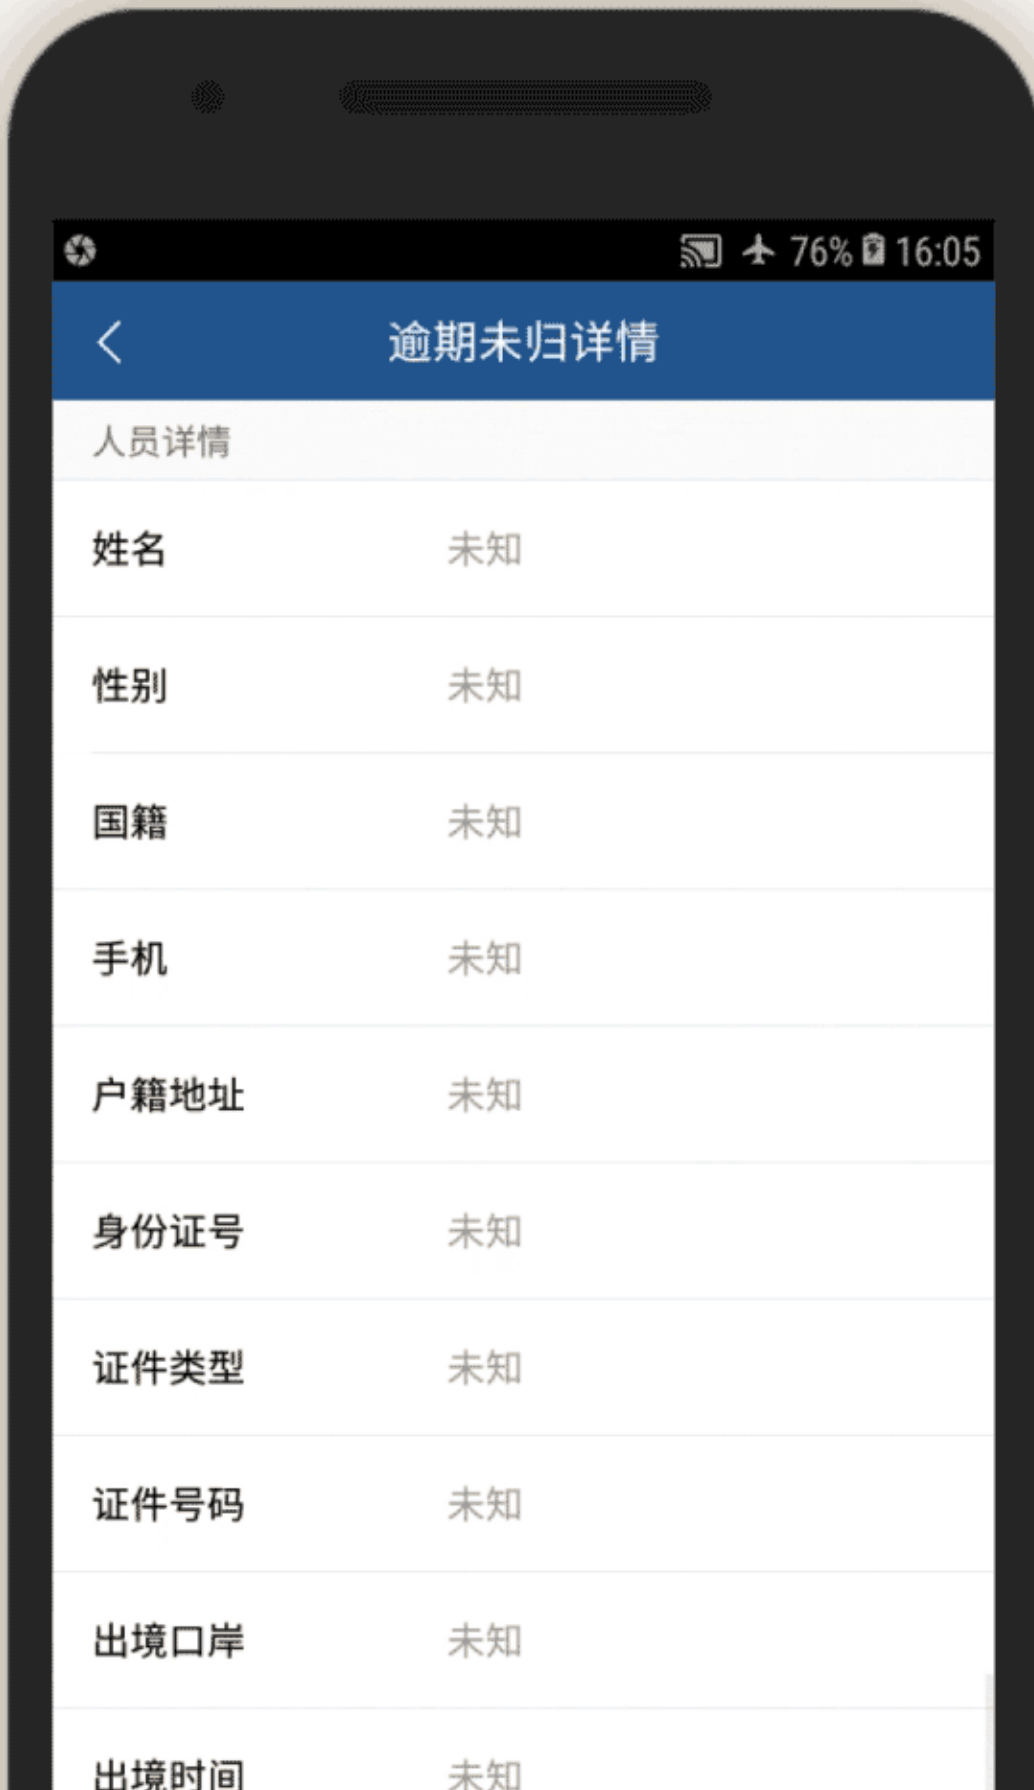 76% 16:05
逾期未归详情
人员详情
姓名 未知
性别 未知
国籍 未知
手机 未知
户籍地址 未知
身份证号 未知
证件类型 未知
证件号码 未知
出境口岸 未知
出境时间 未知